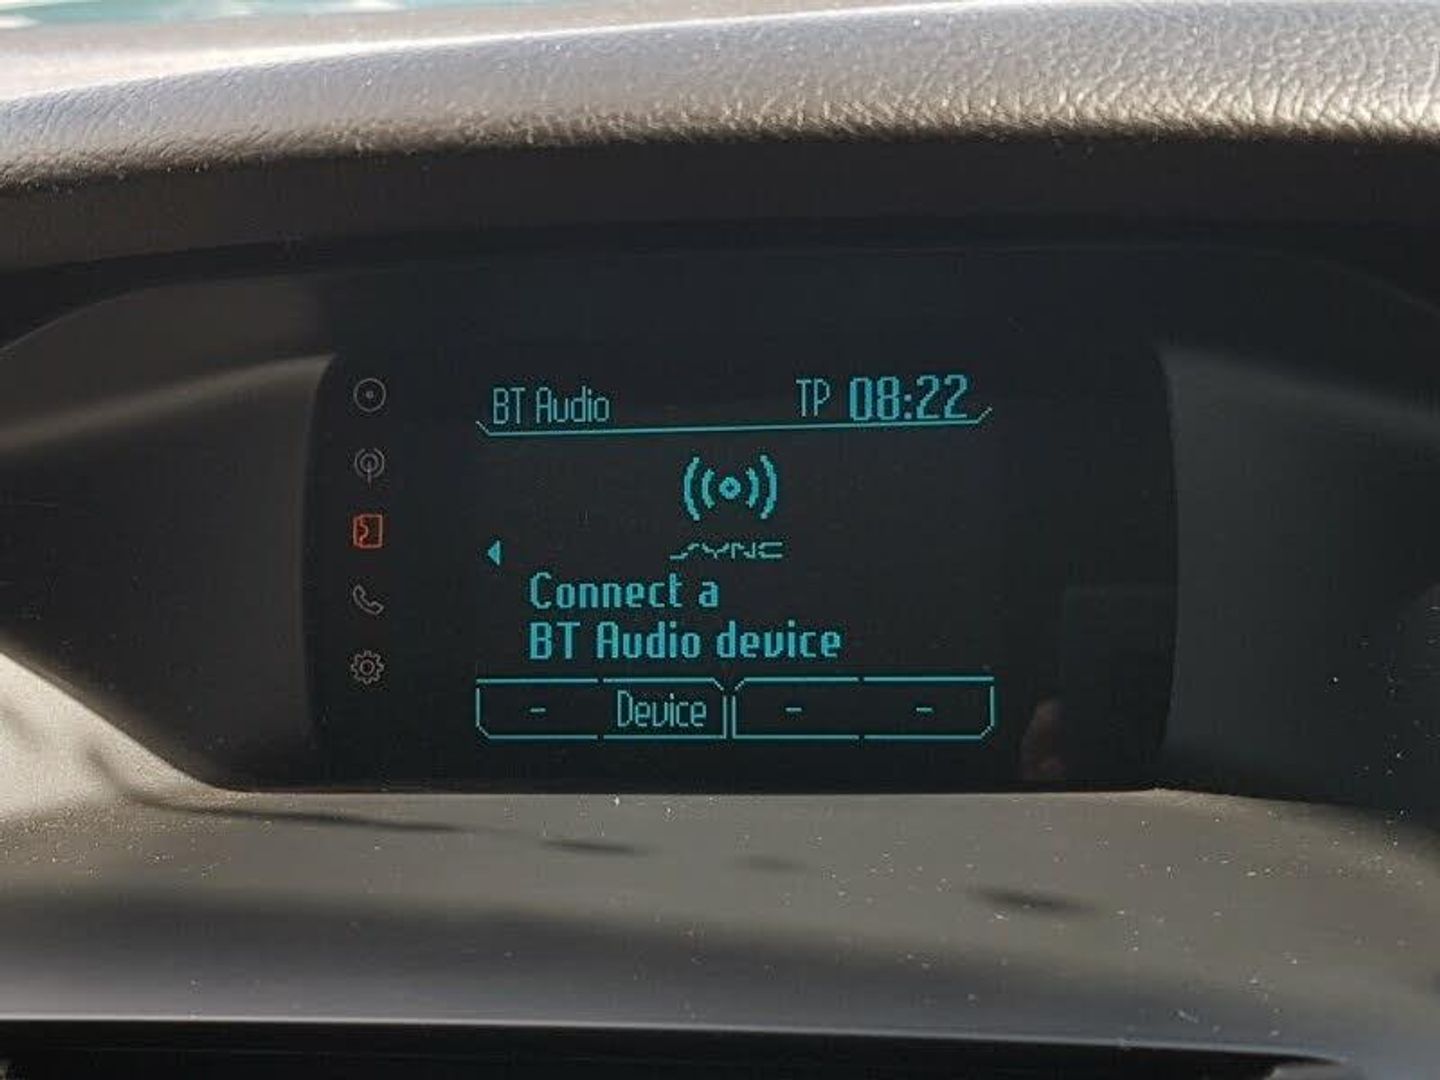 BT Audio TP 08:22
SYNC
Connect a
BT Audio device
- Device - -